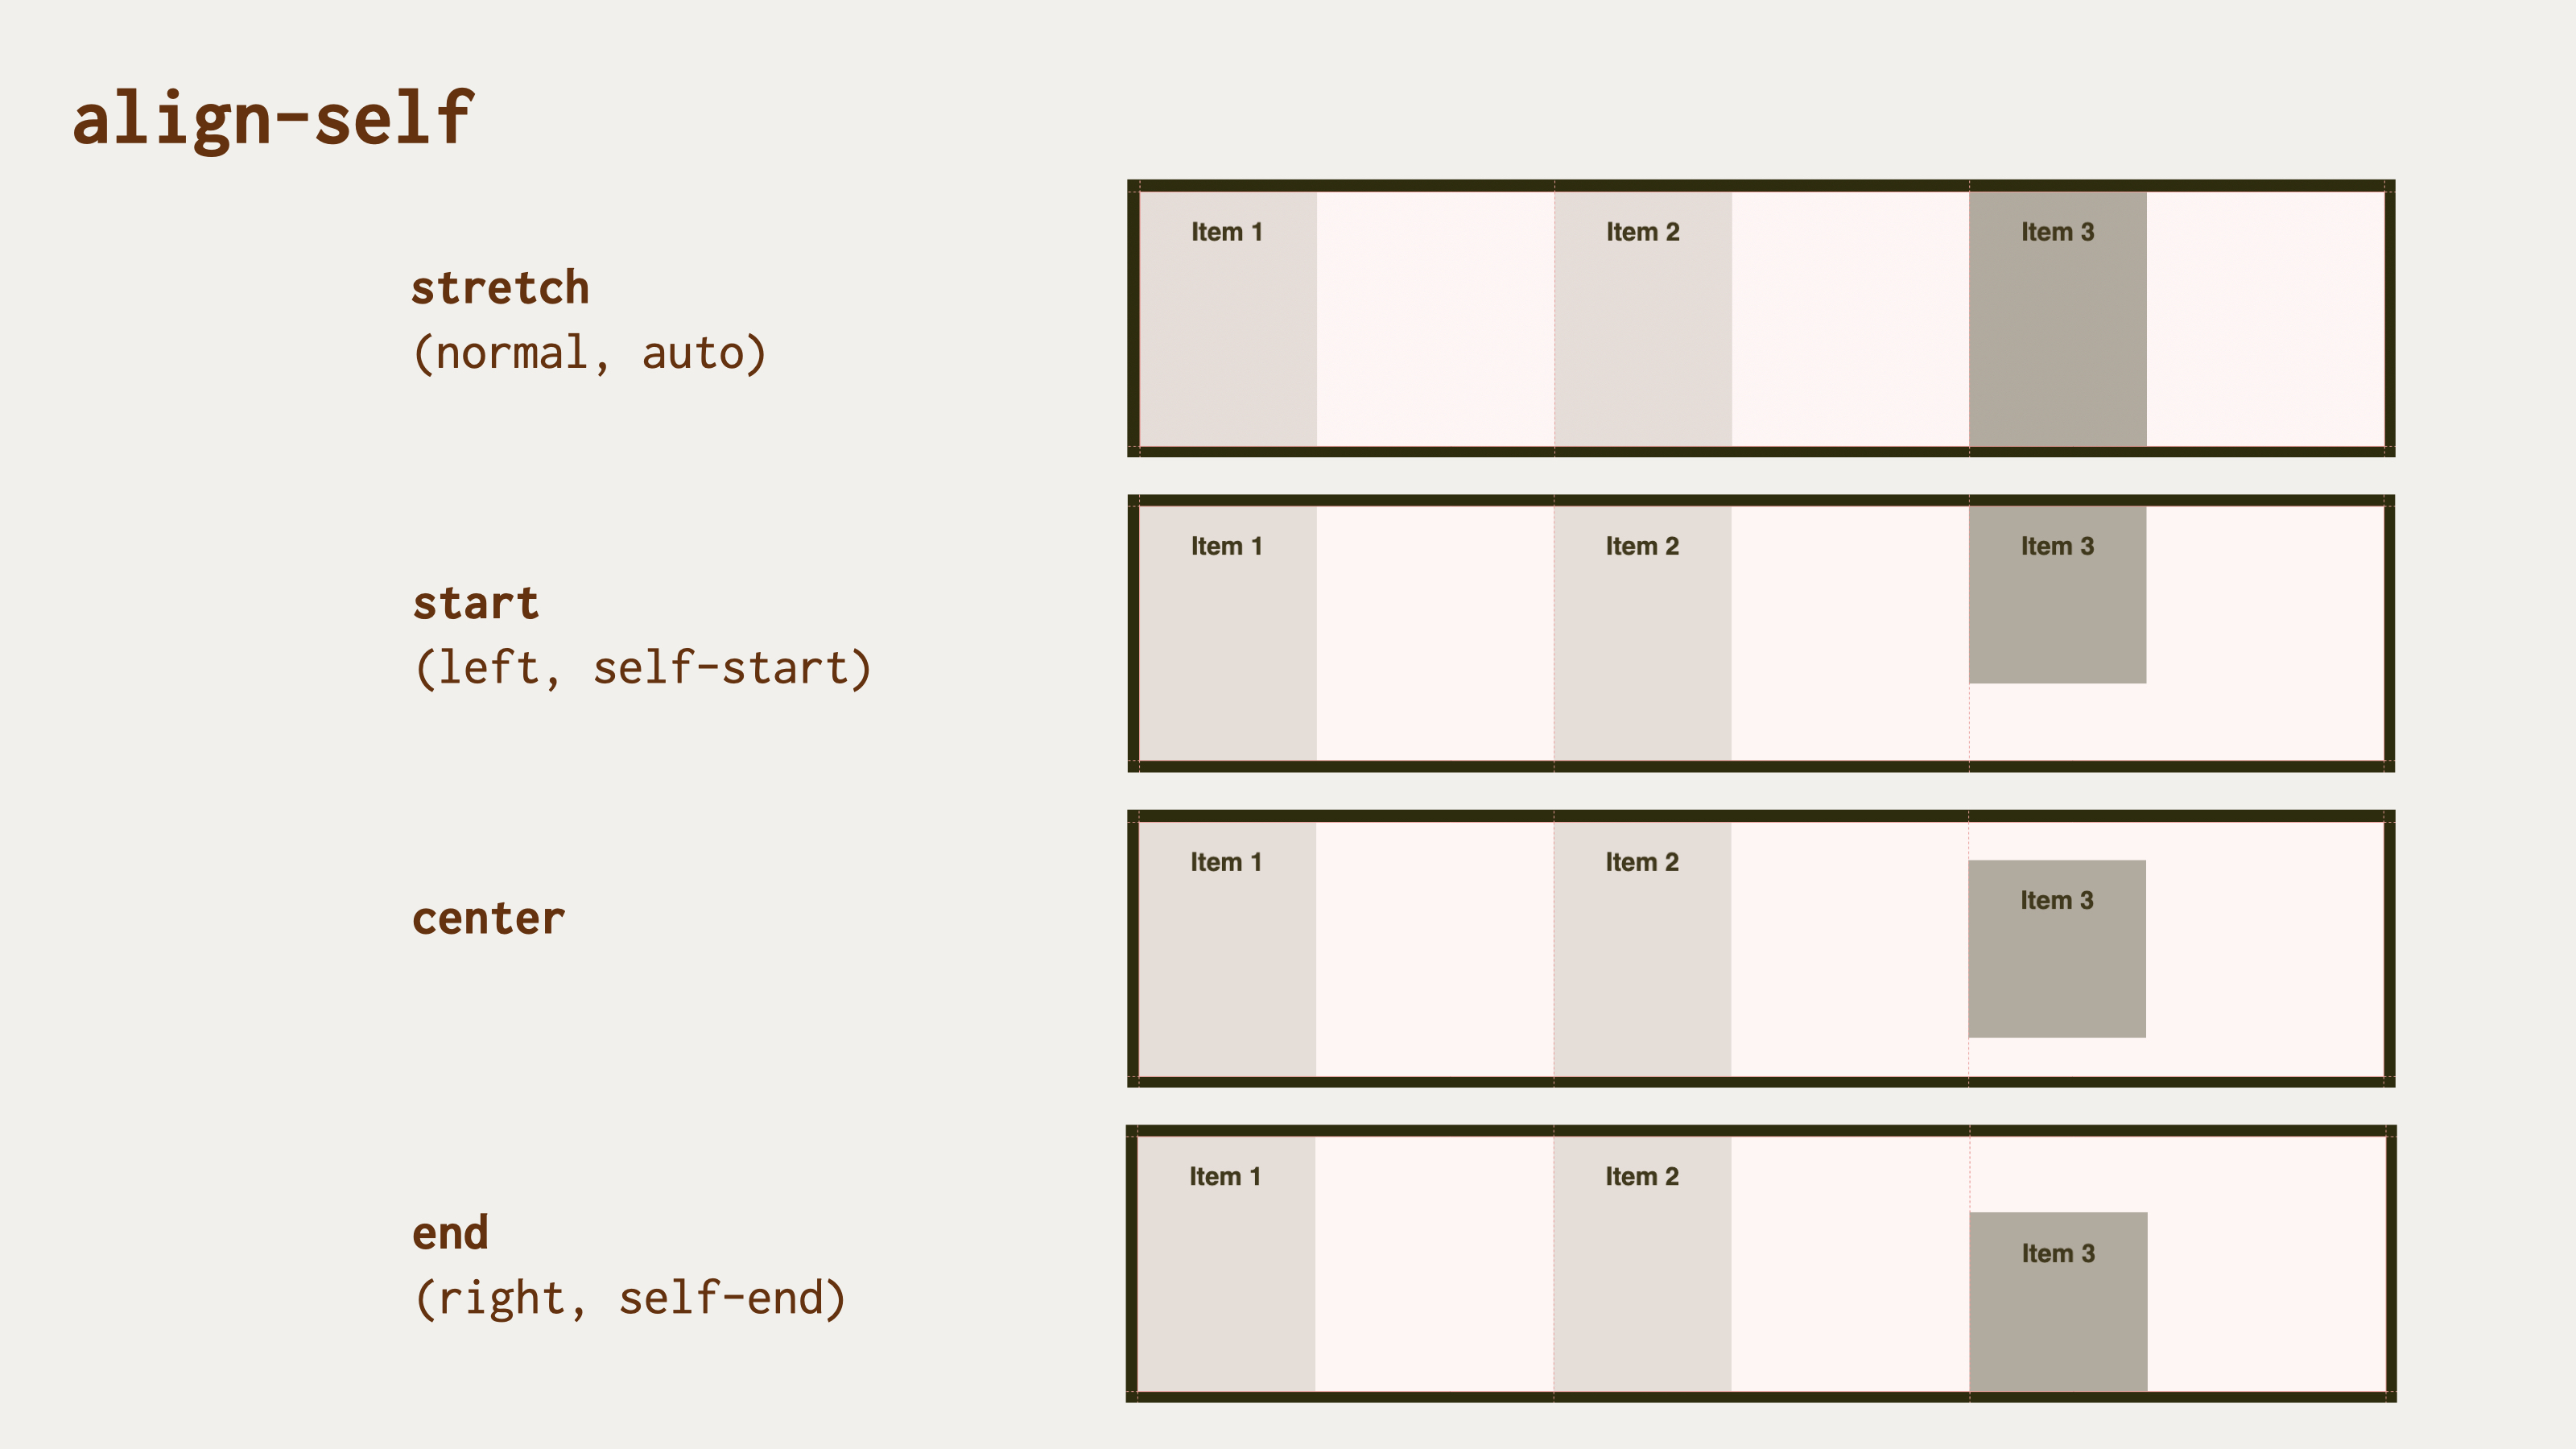 align-self
Item 1 Item 2 Item 3
stretch
(normal, auto)
Item 1 Item 2 Item 3
start
(left, self-start)
Item 1 Item 2
Item 3
center
Item 1 Item 2
end
Item 3
(right, self-end)